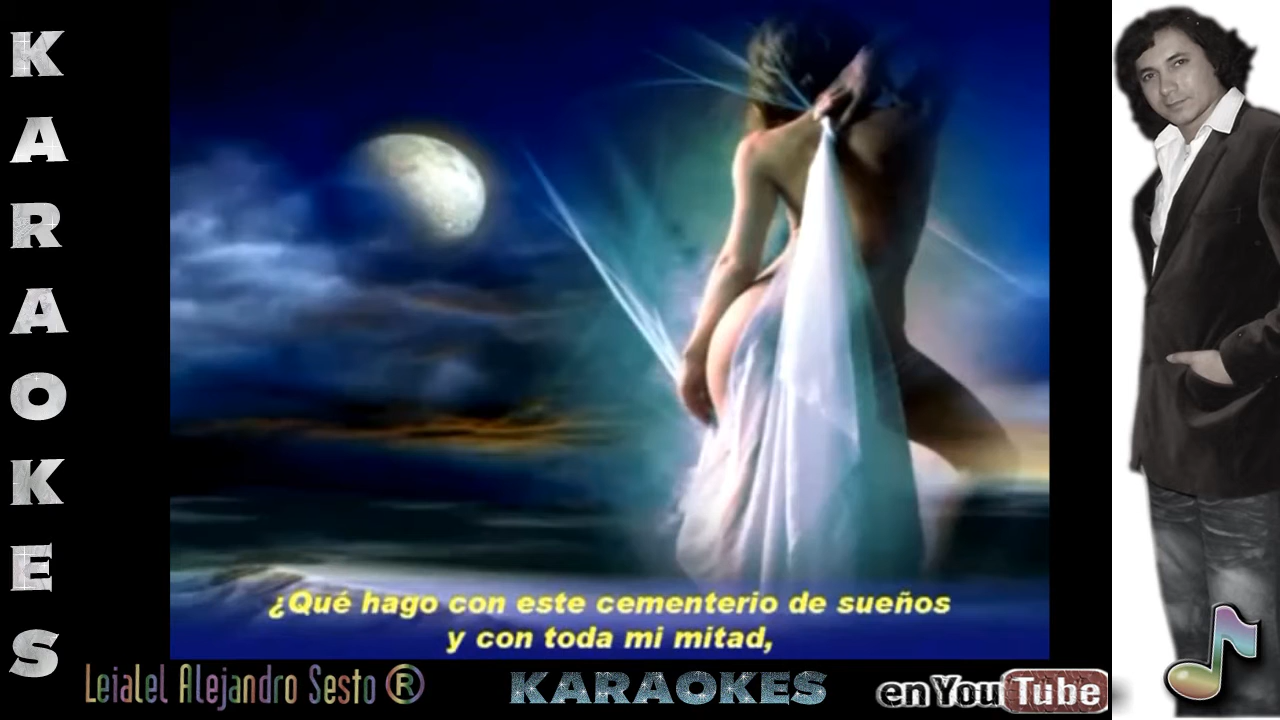 KARAOKES
¿Qué hago con este cementerio de sueños
y con toda mi mitad,
Leialel Alejandro Sesto ®
KARAOKES
en YouTube